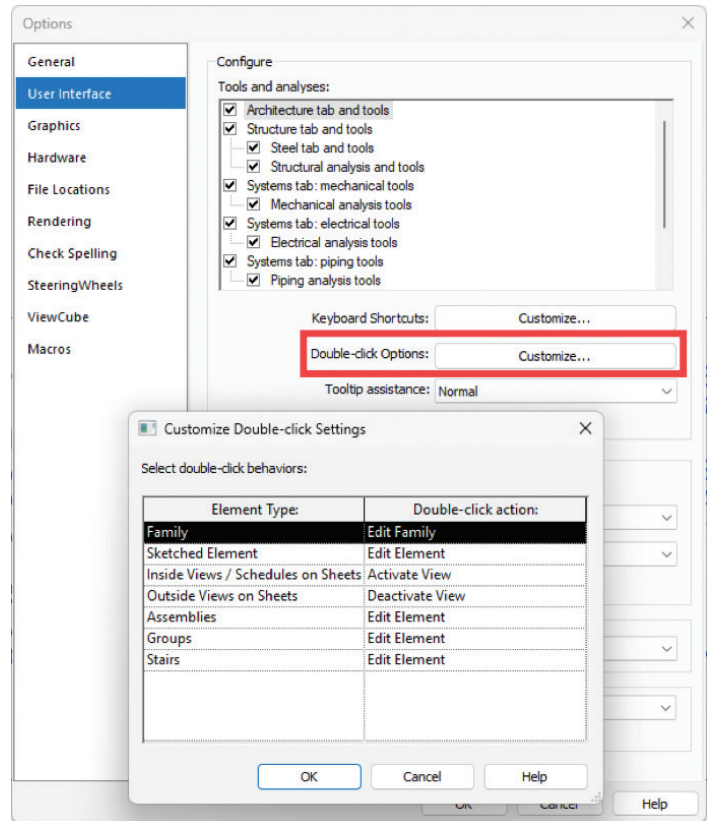 Options
General
User Interface
Graphics
Hardware
File Locations
Rendering
Check Spelling
SteeringWheels
ViewCube
Macros
Configure
Tools and analyses:
Architecture tab and tools
Structure tab and tools
Steel tab and tools
Structural analysis and tools
Systems tab: mechanical tools
Mechanical analysis tools
Systems tab: electrical tools
Electrical analysis tools
Systems tab: piping tools
Piping analysis tools
Keyboard Shortcuts: Customize...
Double-click Options: Customize...
Tooltip assistance: Normal
Customize Double-click Settings
Select double-click behaviors:
Element Type: Double-click action:
Family Edit Family
Sketched Element Edit Element
Inside Views / Schedules on Sheets Activate View
Outside Views on Sheets Deactivate View
Assemblies Edit Element
Groups Edit Element
Stairs Edit Element
OK Cancel Help
OK Cancel Help